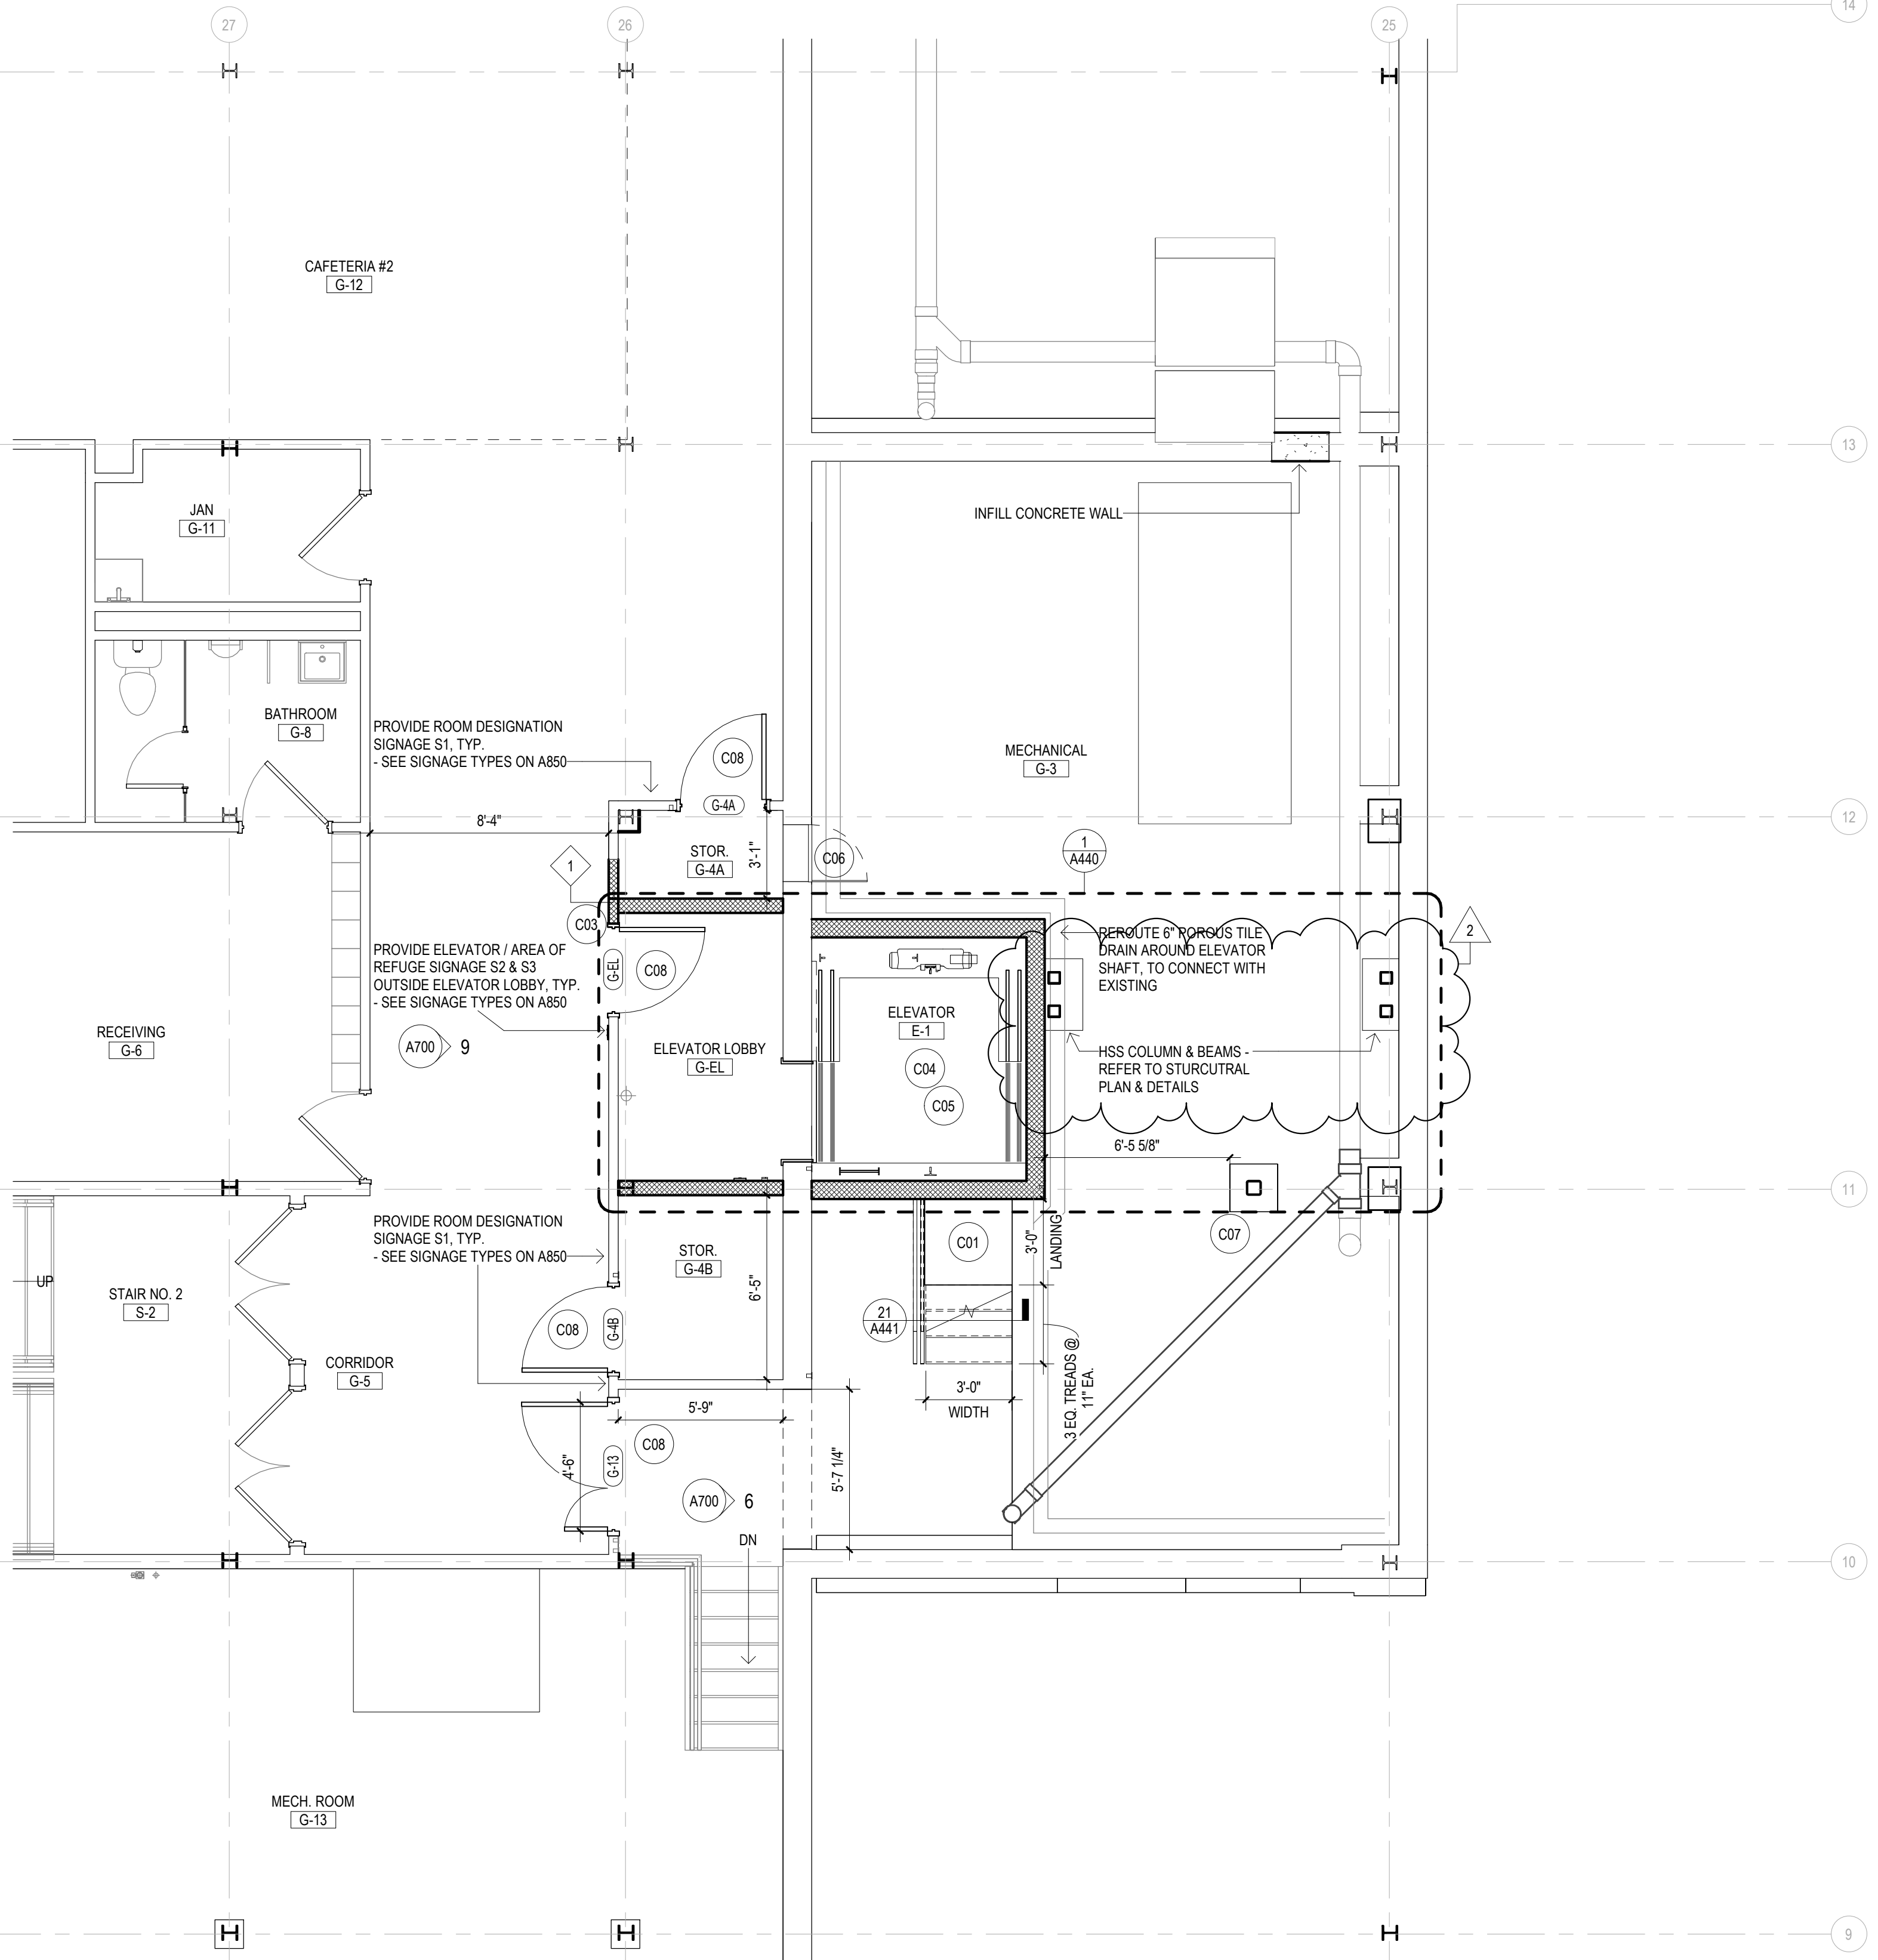 27
26
25
14
CAFETERIA #2
G-12
13
INFILL CONCRETE WALL
JAN
G-11
BATHROOM
G-8
PROVIDE ROOM DESIGNATION
SIGNAGE S1, TYP.
- SEE SIGNAGE TYPES ON A850
C08
G-4A
MECHANICAL
G-3
8'-4"
12
STOR.
G-4A
3'-1"
C06
1
A440
1
C03
PROVIDE ELEVATOR / AREA OF
REFUGE SIGNAGE S2 & S3
OUTSIDE ELEVATOR LOBBY, TYP.
- SEE SIGNAGE TYPES ON A850
G-EL
C08
REROUTE 6" POROUS TILE
DRAIN AROUND ELEVATOR
SHAFT, TO CONNECT WITH
EXISTING
2
RECEIVING
G-6
A700
9
ELEVATOR LOBBY
G-EL
ELEVATOR
E-1
C04
C05
HSS COLUMN & BEAMS -
REFER TO STURCUTRAL
PLAN & DETAILS
6'-5 5/8"
11
PROVIDE ROOM DESIGNATION
SIGNAGE S1, TYP.
- SEE SIGNAGE TYPES ON A850
STOR.
G-4B
6'-5"
C01
3'-0"
LANDING
C07
UP
STAIR NO. 2
S-2
C08
G-4B
21
A441
CORRIDOR
G-5
3 EQ. TREADS @
11" EA.
3'-0"
WIDTH
5'-9"
C08
4'-6"
G-13
5'-7 1/4"
A700
6
DN
10
MECH. ROOM
G-13
9